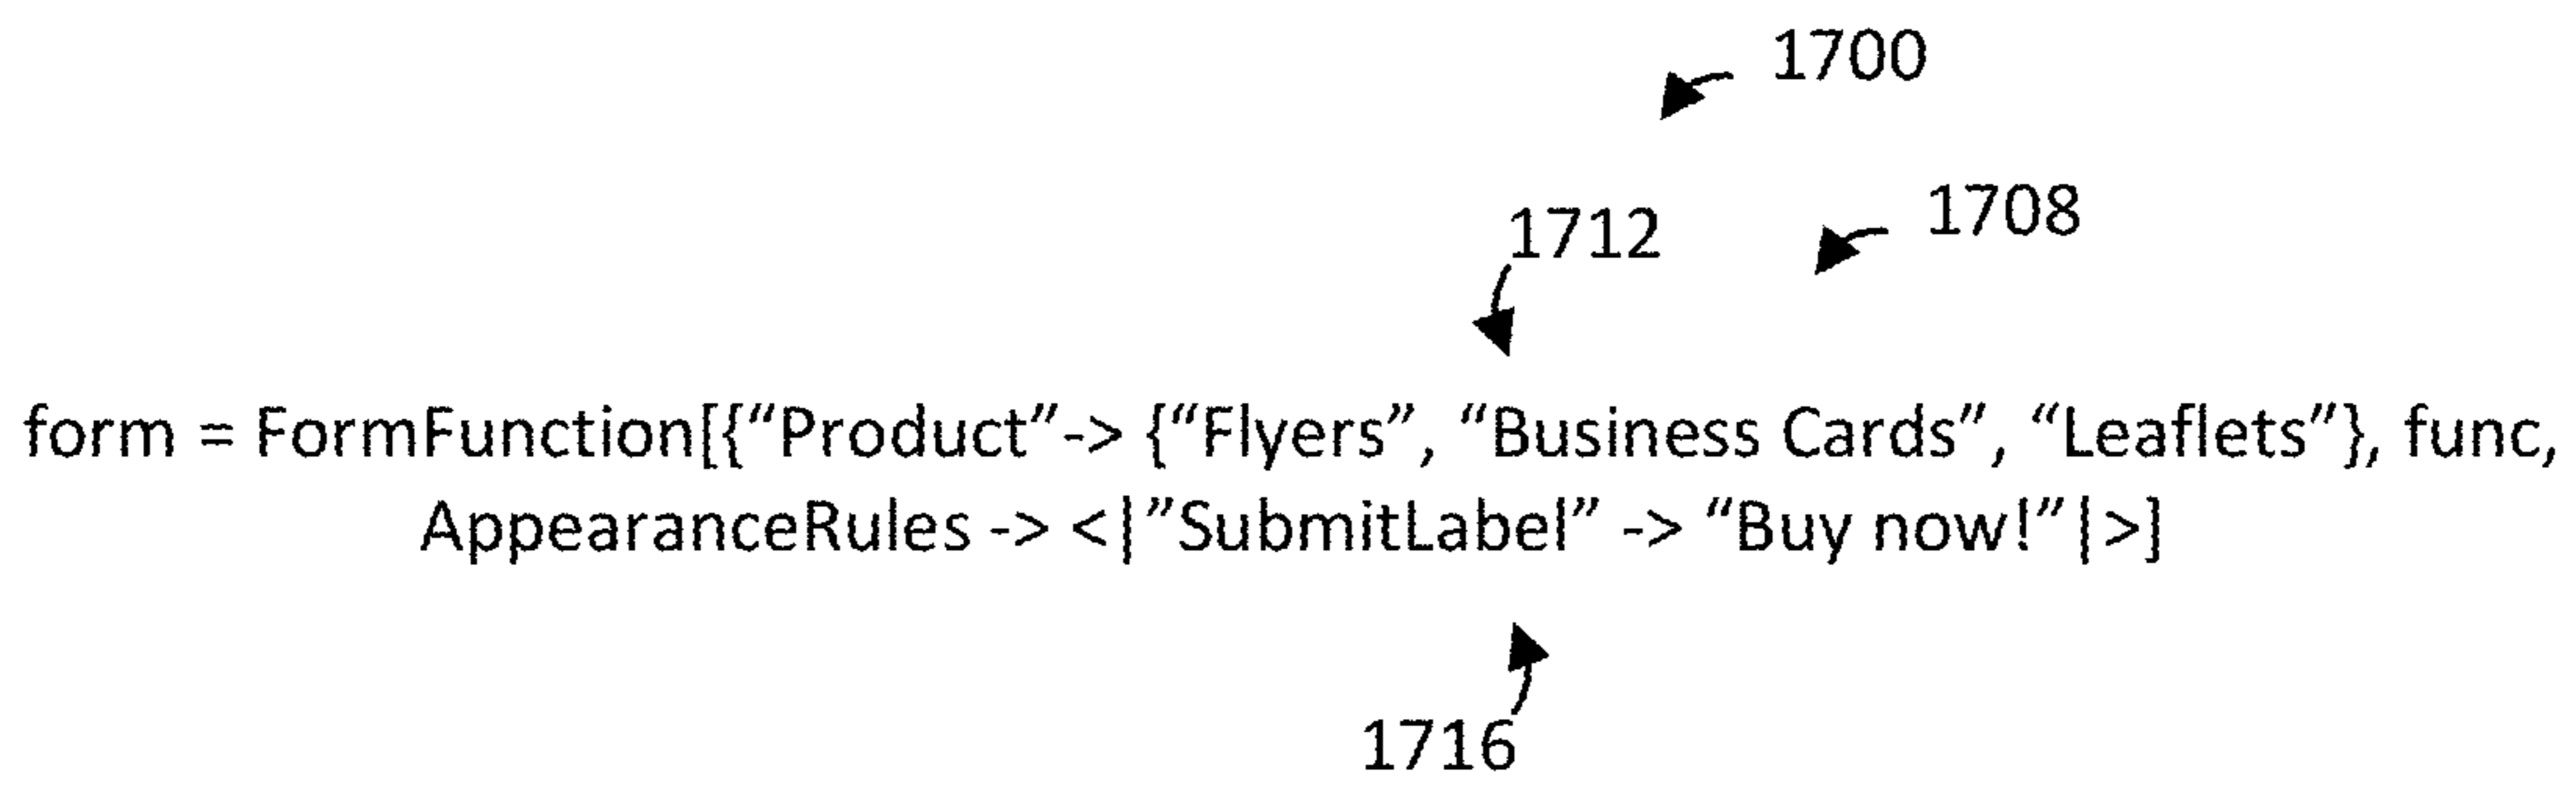 1700
1708
1712
form = FormFunction[{“Product”-> {“Flyers”, “Business Cards”, “Leaflets”}, func,
AppearanceRules -> <|”SubmitLabel” -> “Buy now!”|>]
1716